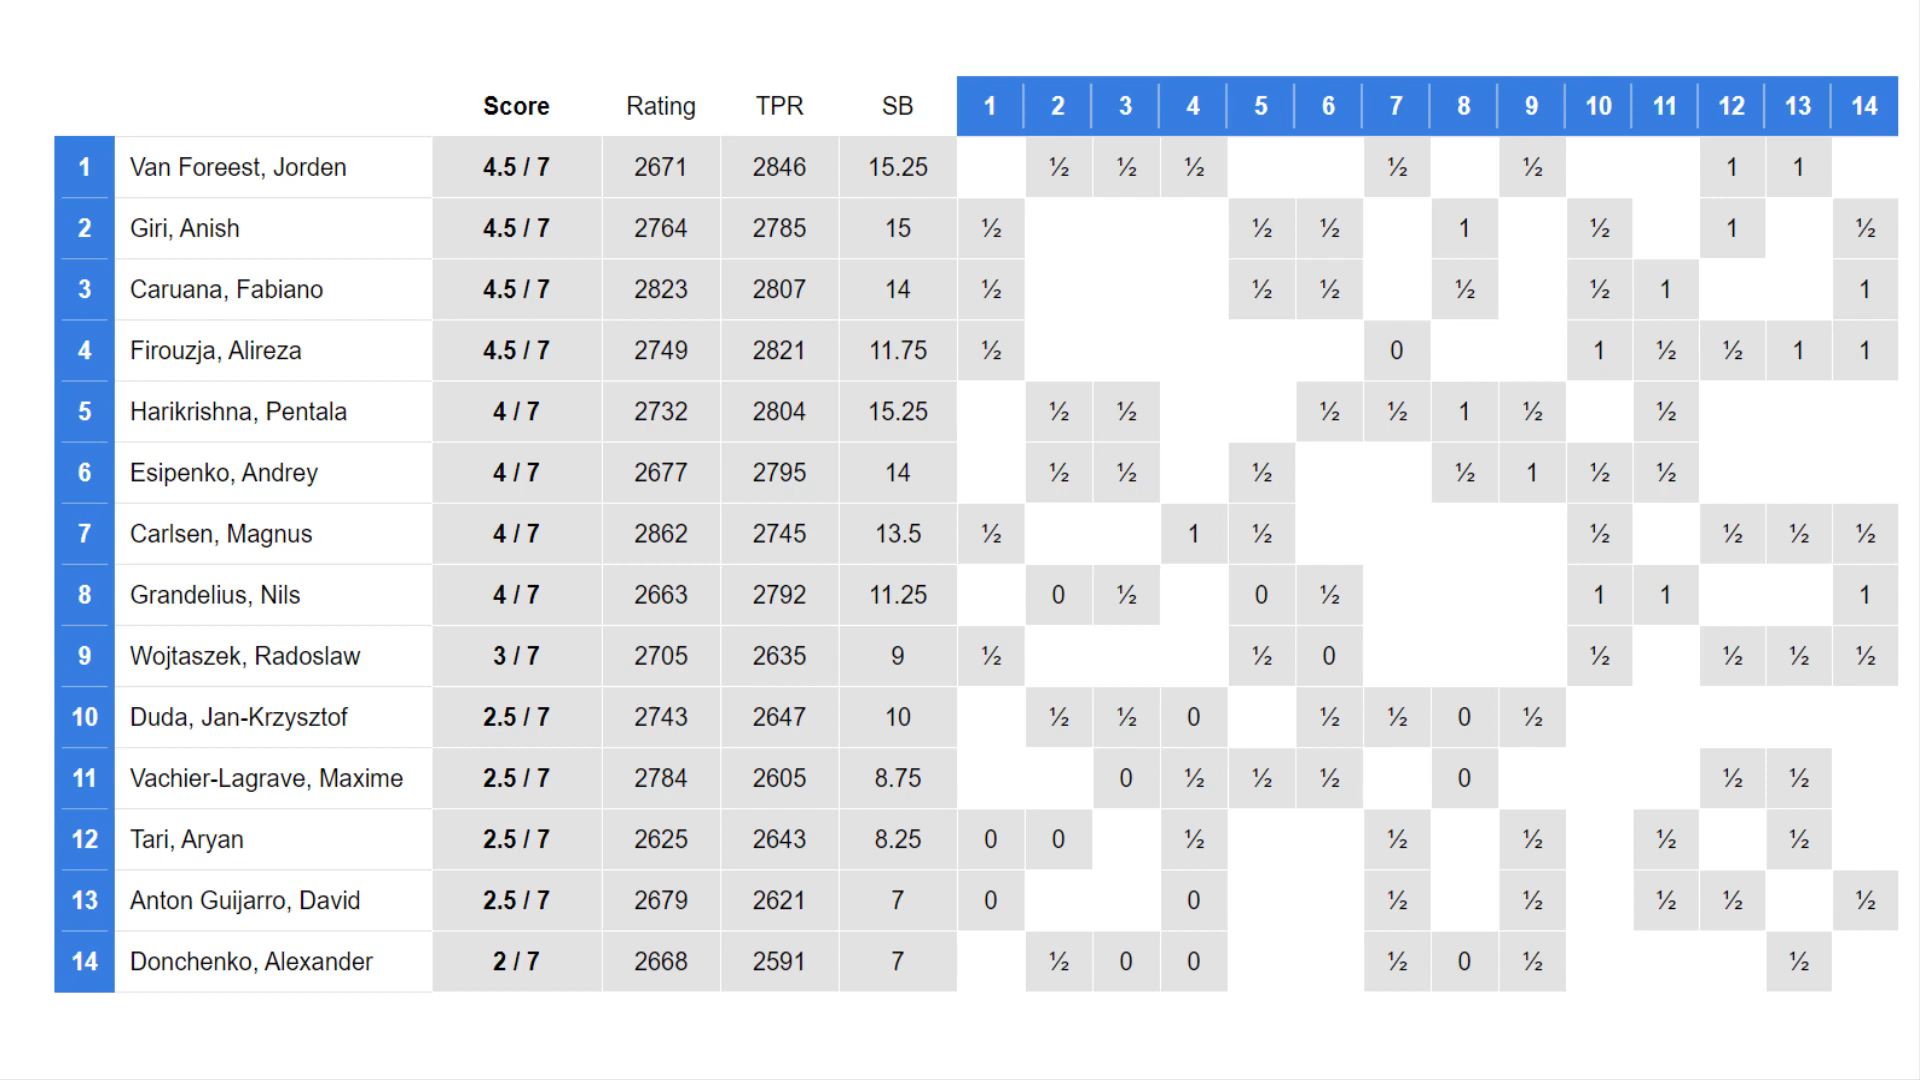 Score Rating TPR SB 1 2 3 4 5 6 7 8 9 10 11 12 13 14
1 Van Foreest, Jorden 4.5 / 7 2671 2846 15.25 ½ ½ ½ ½ ½ 1 1
2 Giri, Anish 4.5 / 7 2764 2785 15 ½ ½ ½ 1 ½ 1 ½
3 Caruana, Fabiano 4.5 / 7 2823 2807 14 ½ ½ ½ ½ ½ 1 1
4 Firouzja, Alireza 4.5 / 7 2749 2821 11.75 ½ 0 1 ½ ½ 1 1
5 Harikrishna, Pentala 4 / 7 2732 2804 15.25 ½ ½ ½ ½ 1 ½ ½
6 Esipenko, Andrey 4 / 7 2677 2795 14 ½ ½ ½ ½ 1 ½ ½
7 Carlsen, Magnus 4 / 7 2862 2745 13.5 ½ 1 ½ ½ ½ ½ ½
8 Grandelius, Nils 4 / 7 2663 2792 11.25 0 ½ 0 ½ 1 1 1
9 Wojtaszek, Radoslaw 3 / 7 2705 2635 9 ½ ½ 0 ½ ½ ½ ½
10 Duda, Jan-Krzysztof 2.5 / 7 2743 2647 10 ½ ½ 0 ½ ½ 0 ½
11 Vachier-Lagrave, Maxime 2.5 / 7 2784 2605 8.75 0 ½ ½ ½ 0 ½ ½
12 Tari, Aryan 2.5 / 7 2625 2643 8.25 0 0 ½ ½ ½ ½ ½
13 Anton Guijarro, David 2.5 / 7 2679 2621 7 0 0 ½ ½ ½ ½ ½
14 Donchenko, Alexander 2 / 7 2668 2591 7 ½ 0 0 ½ 0 ½ ½